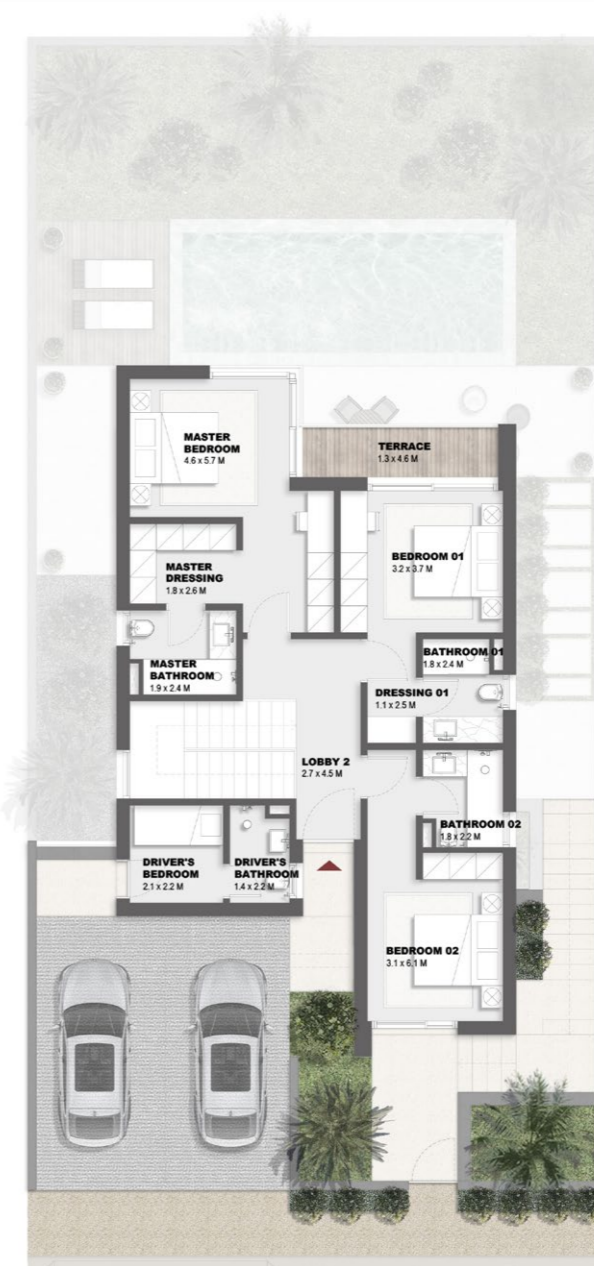 MASTER
BEDROOM
4.6 x 5.7 M
TERRACE
1.3 x 4.6 M
BEDROOM 01
3.2 x 3.7 M
MASTER
DRESSING
1.8 x 2.6 M
BATHROOM 01
1.8 x 2.4 M
MASTER
BATHROOM
1.9 x 2.4 M
DRESSING 01
1.1 x 2.5 M
LOBBY 2
2.7 x 4.5 M
BATHROOM 02
1.8 x 2.2 M
DRIVER'S
BEDROOM
2.1 x 2.2 M
DRIVER'S
BATHROOM
1.4 x 2.2 M
BEDROOM 02
3.1 x 6.1 M